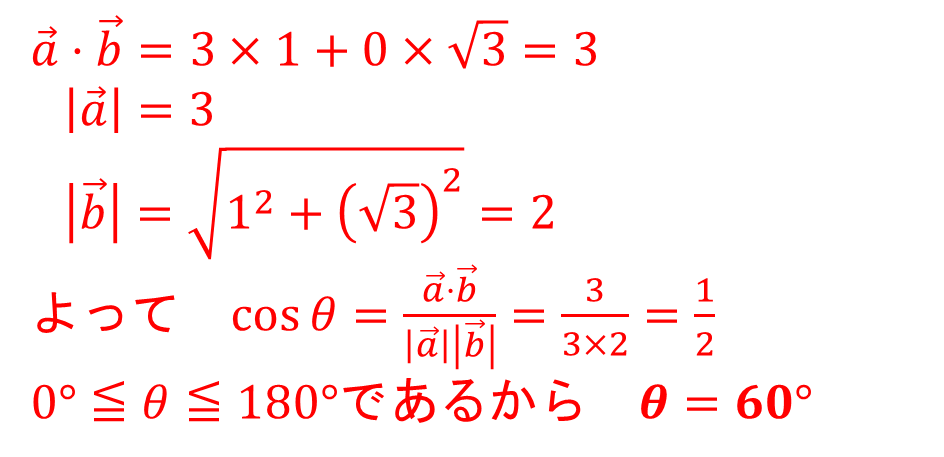 a⃗ · b⃗ = 3 × 1 + 0 × √3 = 3
|a⃗| = 3
|b⃗| = √(1² + (√3)²) = 2
よって cos θ = a⃗·b⃗ / |a⃗||b⃗| = 3 / 3×2 = 1 / 2
0° ≦ θ ≦ 180°であるから θ = 60°